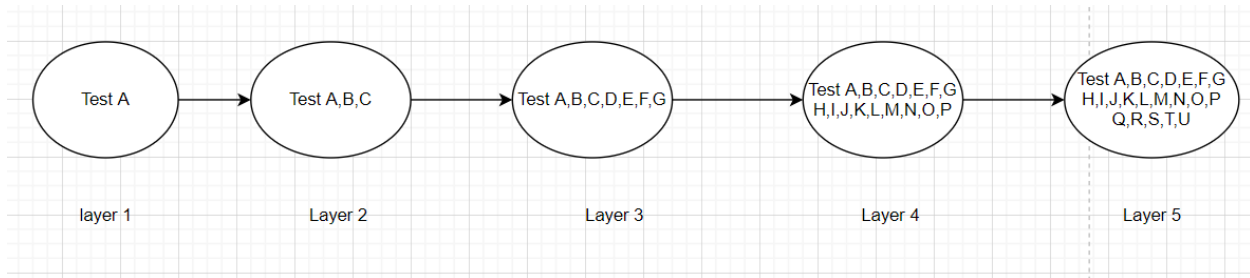 Test A
Test A,B,C
Test A,B,C,D,E,F,G
Test A,B,C,D,E,F,G
H,I,J,K,L,M,N,O,P
Test A,B,C,D,E,F,G
H,I,J,K,L,M,N,O,P
Q,R,S,T,U
layer 1
Layer 2
Layer 3
Layer 4
Layer 5